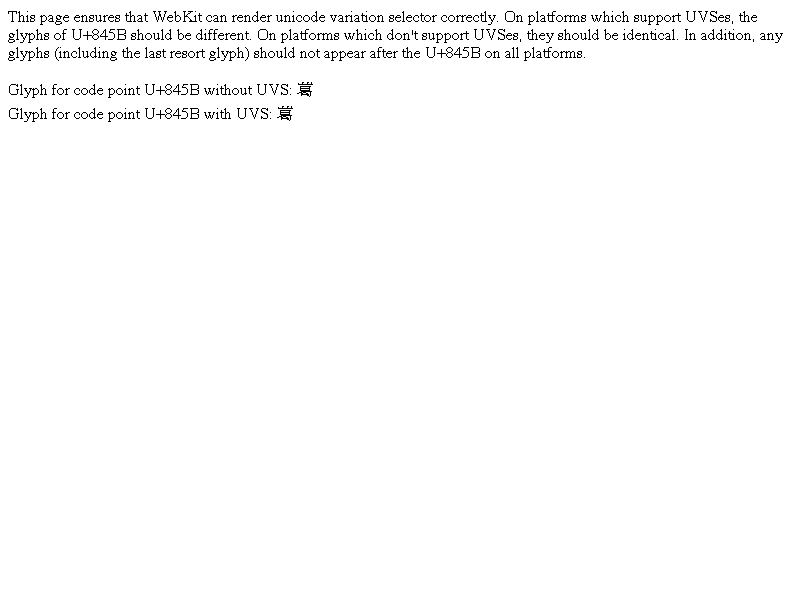 This page ensures that WebKit can render unicode variation selector correctly. On platforms which support UVSes, the
glyphs of U+845B should be different. On platforms which don't support UVSes, they should be identical. In addition, any
glyphs (including the last resort glyph) should not appear after the U+845B on all platforms.
Glyph for code point U+845B without UVS: 葛
Glyph for code point U+845B with UVS: 葛